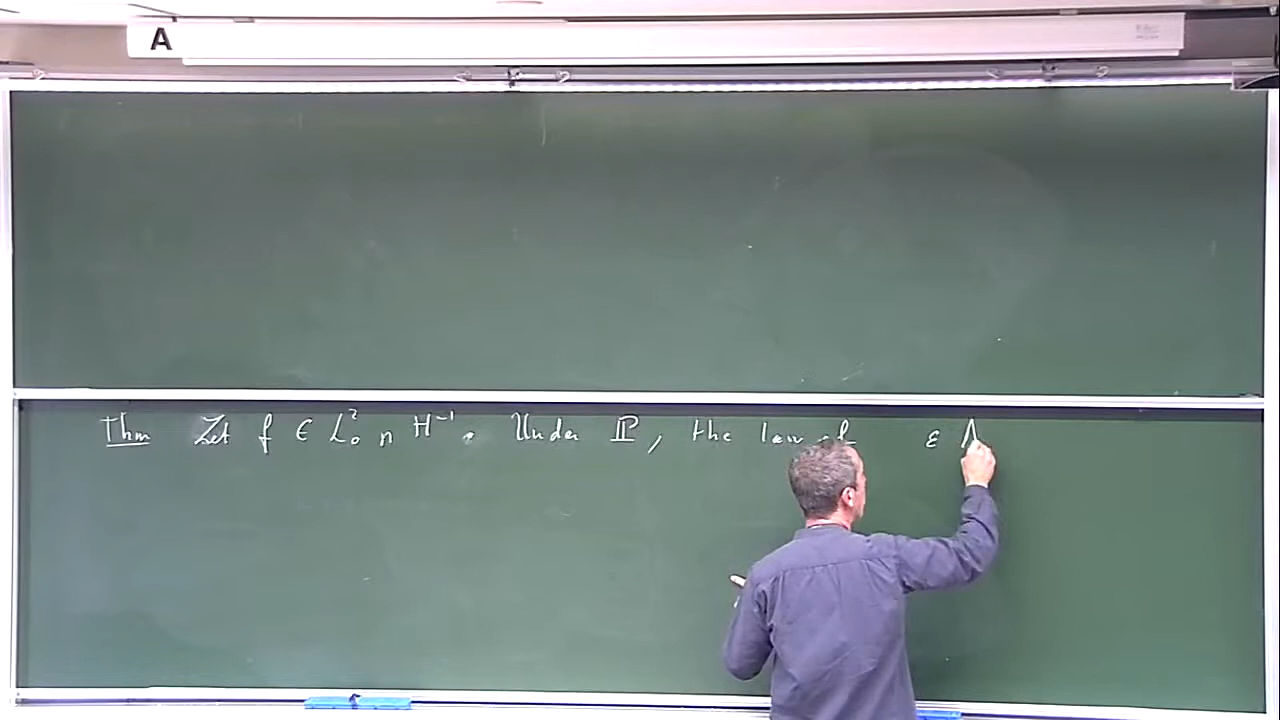 A
Thm Let f ∈ L²₀ ∩ H⁻¹. Under ℙ, the law of ε